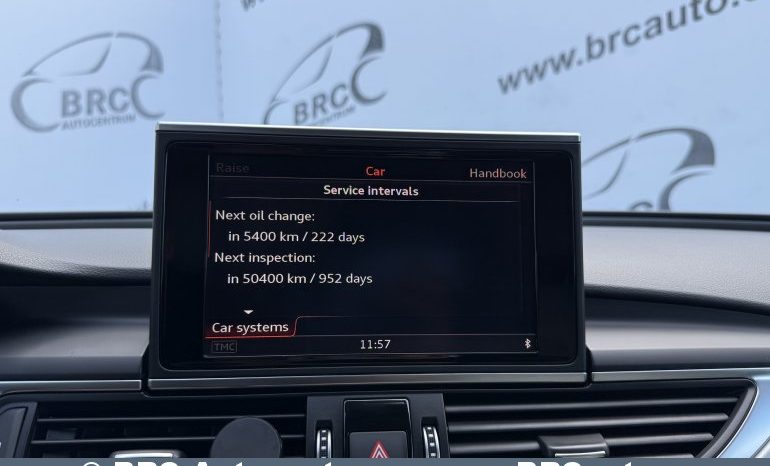 www.brcauto.
BRC
AUTOCENTRUM
BRC
Raise
Car
Handbook
Service intervals
Next oil change:
in 5400 km / 222 days
Next inspection:
in 50400 km / 952 days
Car systems
TMC
11:57